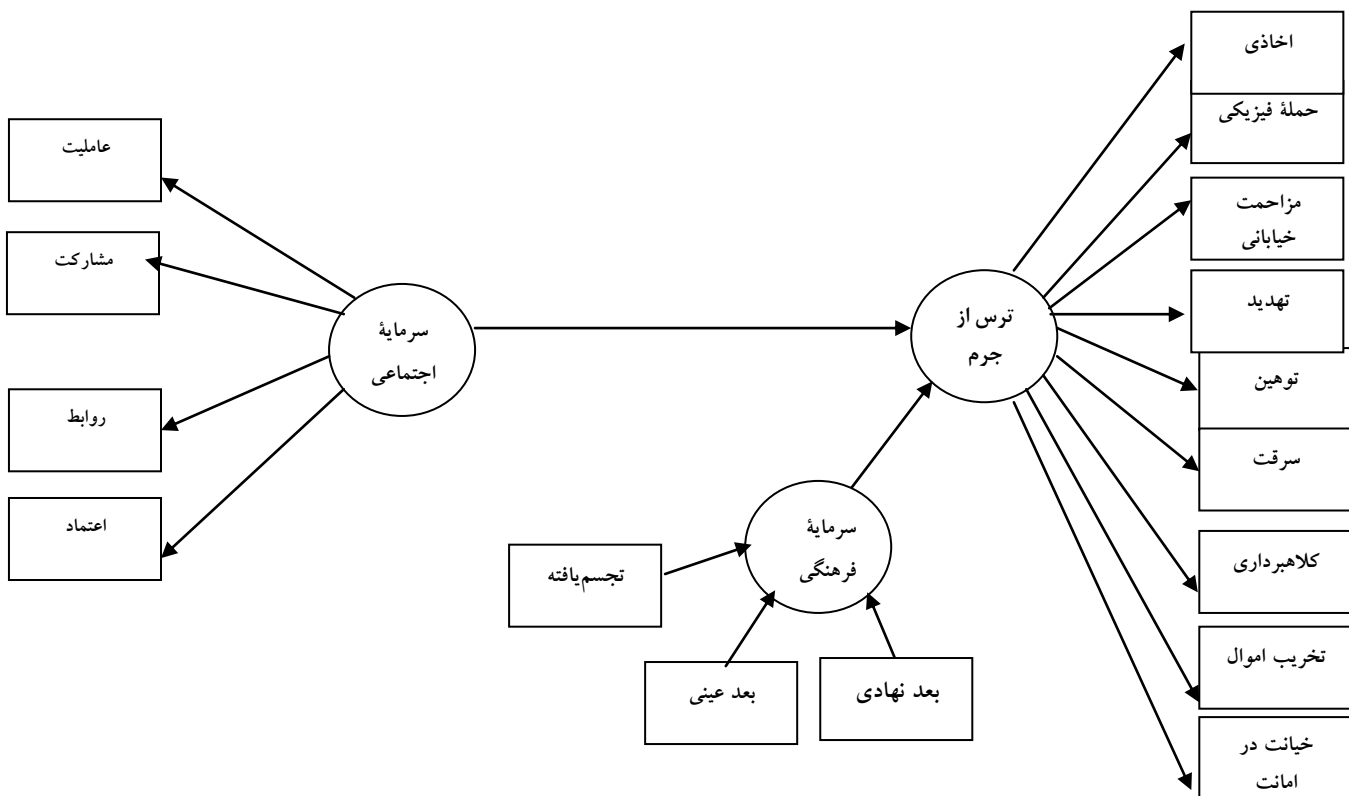 اخاذی
حملهٔ فیزیکی
مزاحمت
خیابانی
تهدید
توهین
سرقت
کلاهبرداری
تخریب اموال
خیانت در
امانت
ترس از
جرم
سرمایهٔ
فرهنگی
بعد نهادی
بعد عینی
تجسم‌یافته
سرمایهٔ
اجتماعی
عاملیت
مشارکت
روابط
اعتماد